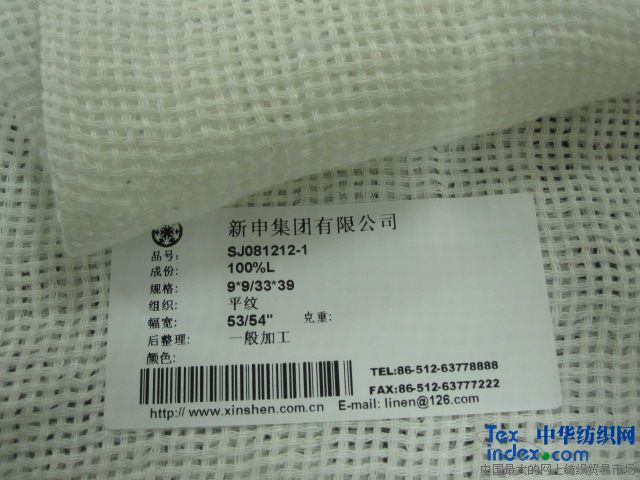 新申集团有限公司
品号: SJ081212-1
成份: 100%L
规格: 9*9/33*39
组织: 平纹
幅宽: 53/54" 克重:
后整理: 一般加工
颜色:
TEL:86-512-63778888
FAX:86-512-63777222
http://www.xinshen.com.cn E-mail: linen@126.com
Tex 中华纺织网
index.com
中国最大的网上纺织贸易市场